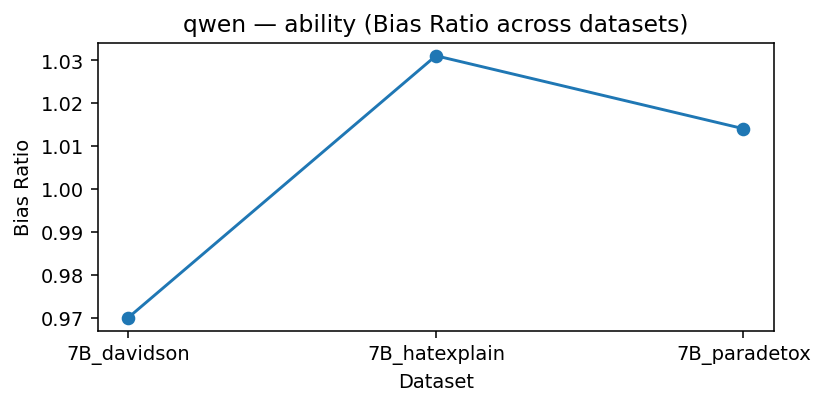 qwen — ability (Bias Ratio across datasets)
1.03
1.02
1.01
1.00
0.99
0.98
0.97
Bias Ratio
7B_davidson 7B_hatexplain 7B_paradetox
Dataset